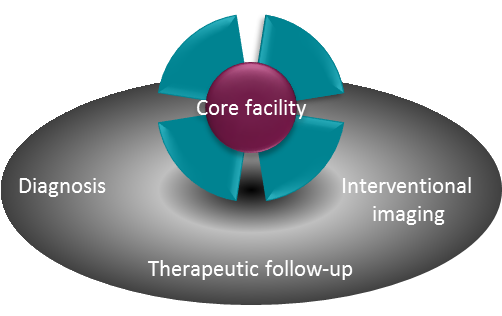 Core facility
Diagnosis
Interventional
imaging
Therapeutic follow-up